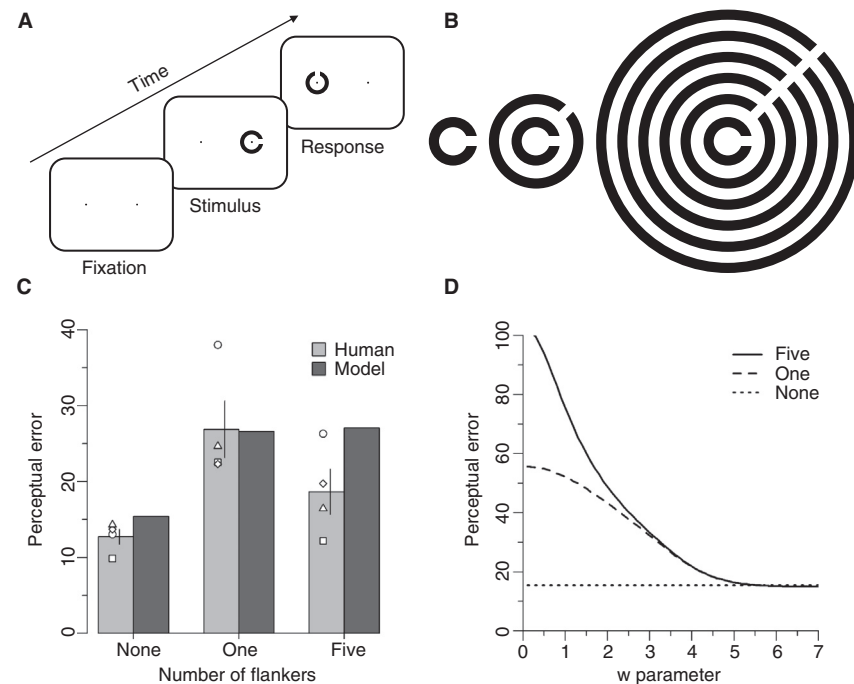 A
Time
Fixation
Stimulus
Response
B
C
Perceptual error
0
10
20
30
40
Human
Model
None
One
Five
Number of flankers
D
Perceptual error
0
20
40
60
80
100
Five
One
None
0 1 2 3 4 5 6 7
w parameter